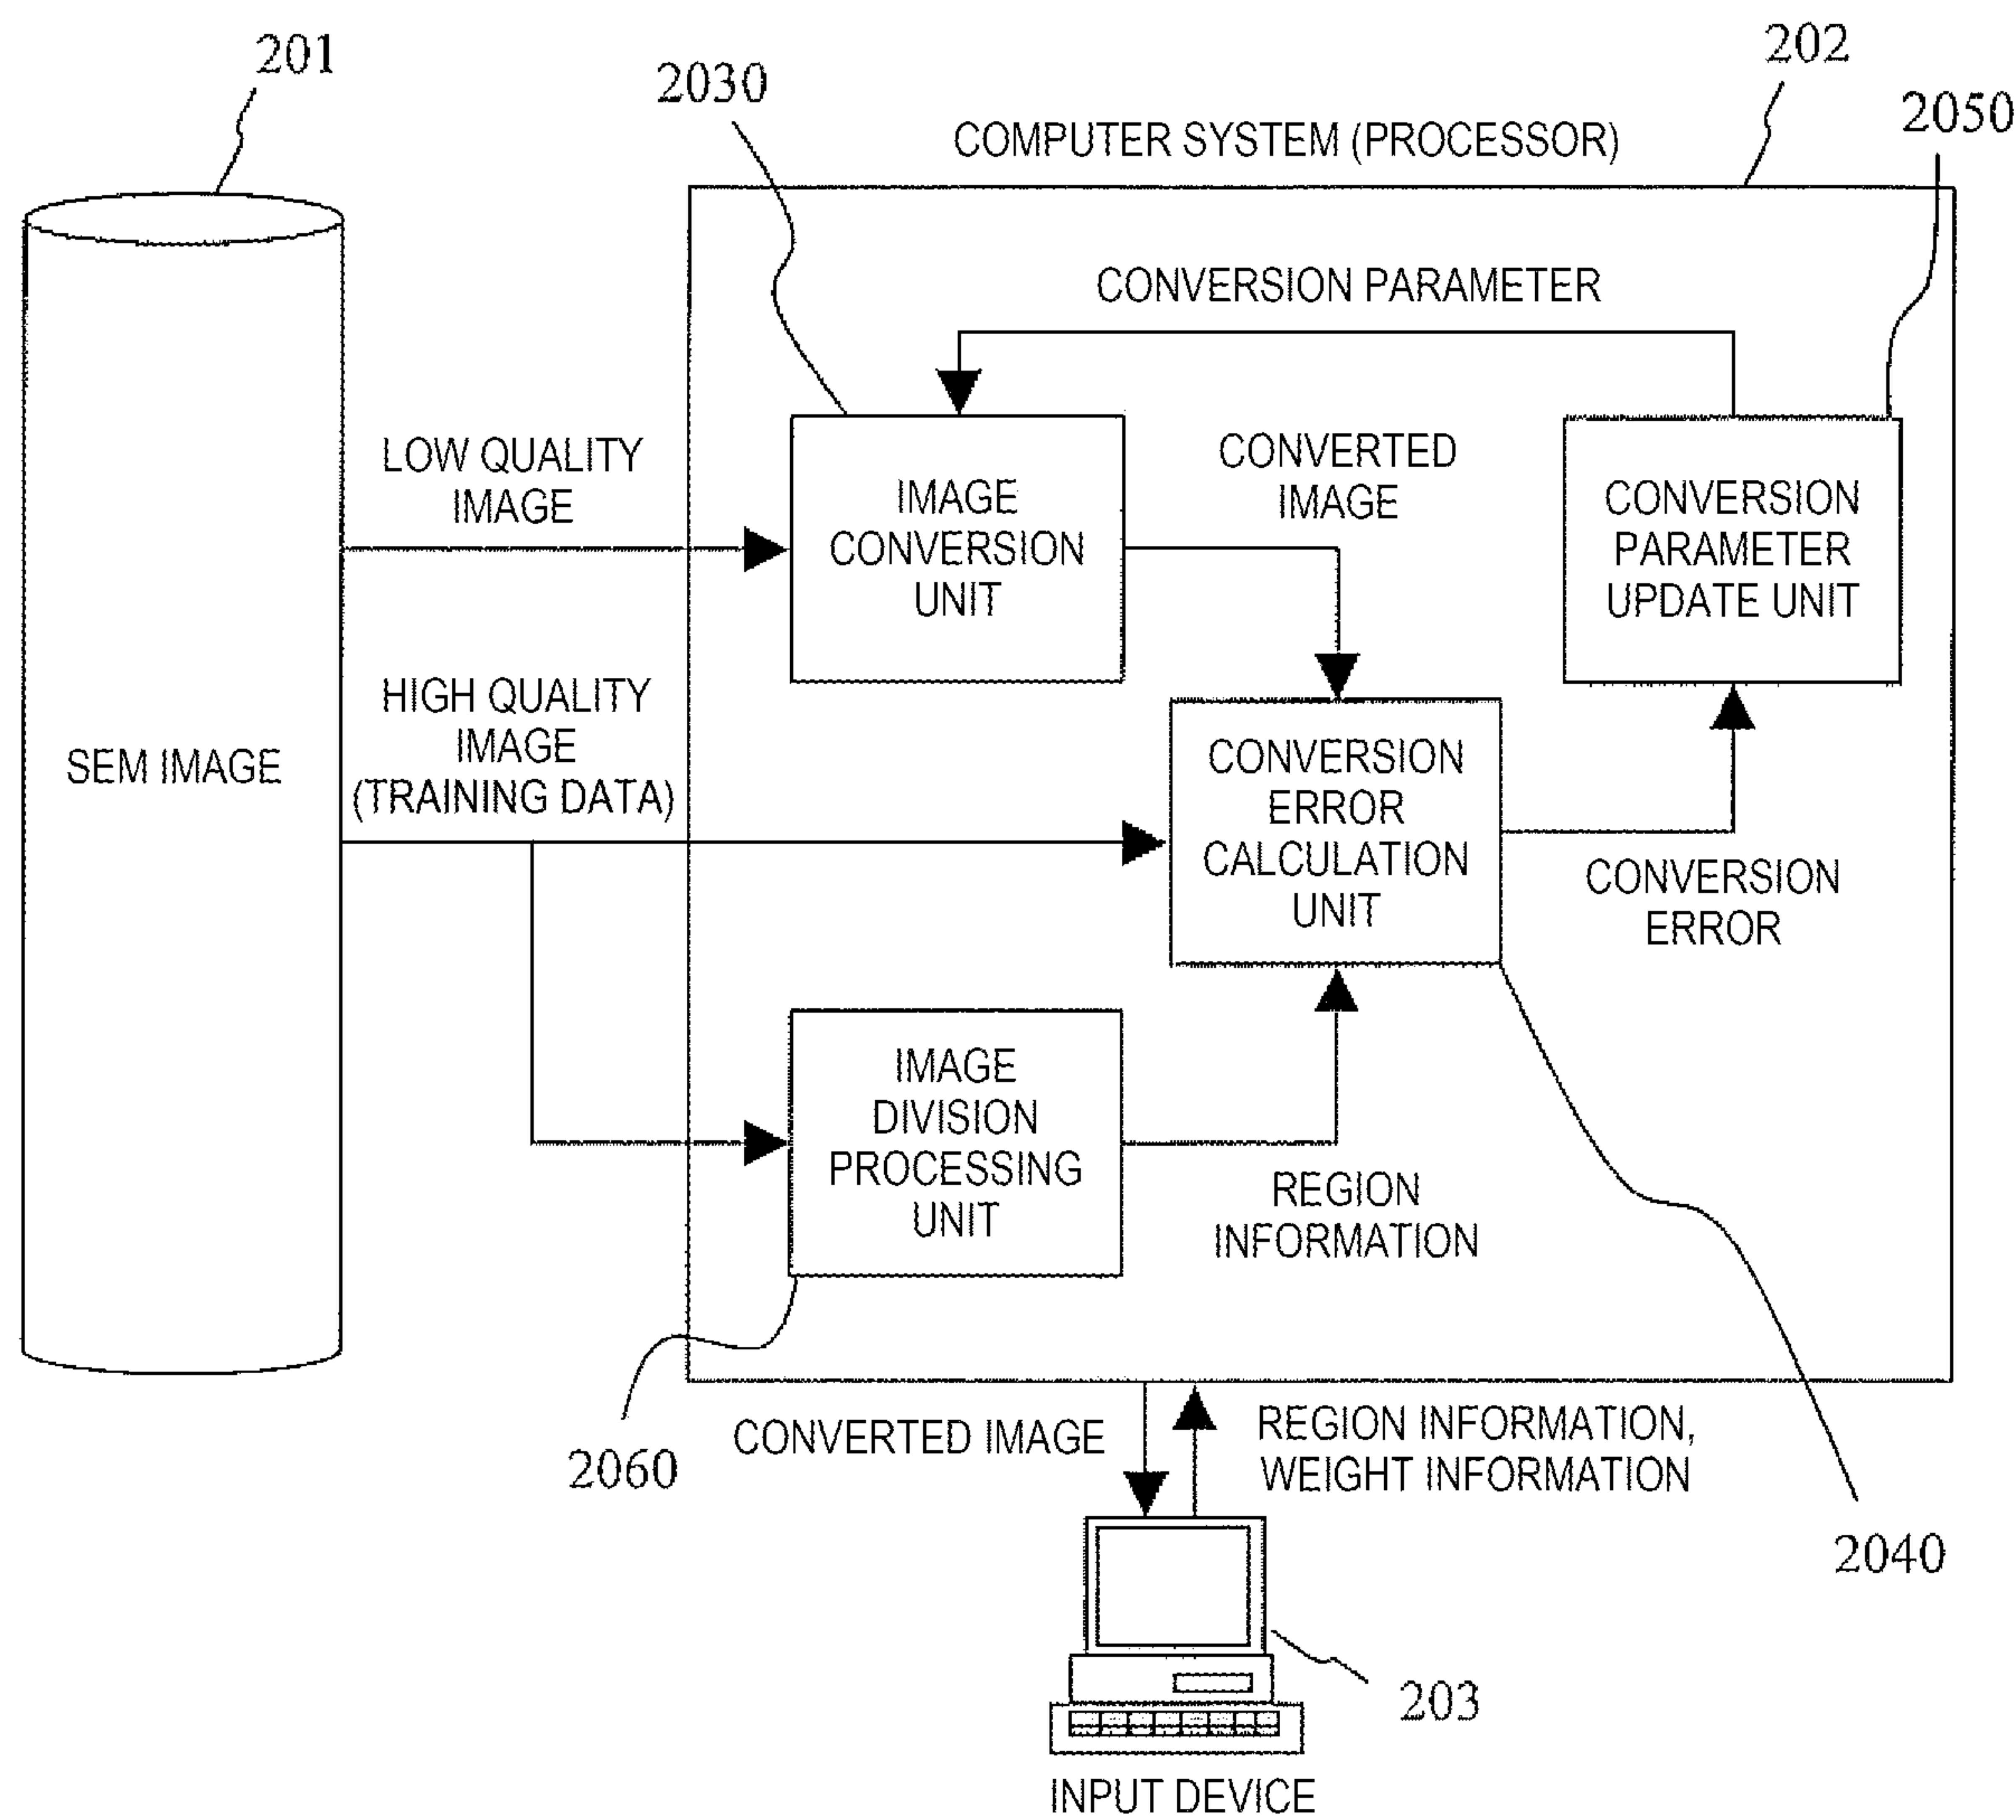 201
202
2030
2050
COMPUTER SYSTEM (PROCESSOR)
CONVERSION PARAMETER
LOW QUALITY
IMAGE
IMAGE
CONVERSION
UNIT
CONVERTED
IMAGE
CONVERSION
PARAMETER
UPDATE UNIT
SEM IMAGE
HIGH QUALITY
IMAGE
(TRAINING DATA)
CONVERSION
ERROR
CALCULATION
UNIT
CONVERSION
ERROR
IMAGE
DIVISION
PROCESSING
UNIT
REGION
INFORMATION
2060
CONVERTED IMAGE
REGION INFORMATION,
WEIGHT INFORMATION
2040
203
INPUT DEVICE